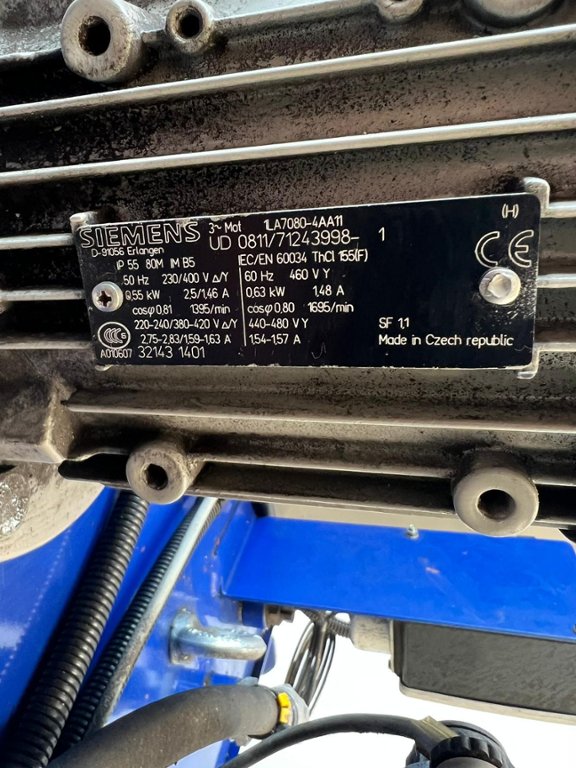 (H)
SIEMENS 3~ Mot 1LA7080-4AA11
D-91056 Erlangen UD 0811/71243998- 1
CE
IP 55 80M IM B5 IEC/EN 60034 ThCl 155(F)
50 Hz 230/400 V Δ/Y 60 Hz 460 V Y
0,55 kW 2.5/1,46 A 0,63 kW 1,48 A
cosφ 0,81 1395/min cosφ 0,80 1695/min
220-240/380-420 V Δ/Y 440-480 V Y SF 1,1
2,75-2,83/1,59-1,63 A 1,54-1,57 A Made in Czech republic
CCC S
A010607 32143 1401